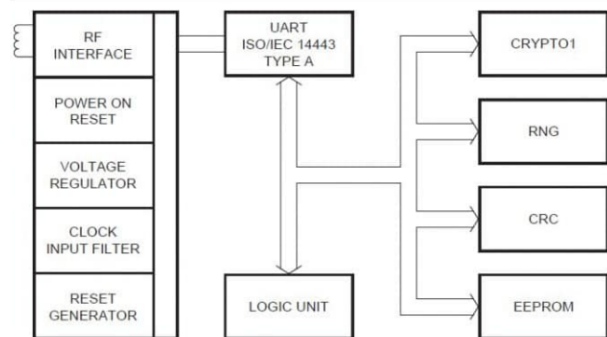 RF
INTERFACE
POWER ON
RESET
VOLTAGE
REGULATOR
CLOCK
INPUT FILTER
RESET
GENERATOR
UART
ISO/IEC 14443
TYPE A
LOGIC UNIT
CRYPTO1
RNG
CRC
EEPROM